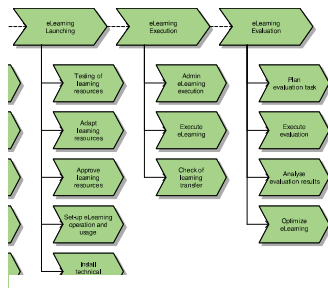 eLearning
Launching
eLearning
Execution
eLearning
Evaluation
Testing of
learning
resources
Admin
eLearning
execution
Plan
evaluation task
Adapt
learning
resources
Execute
eLearning
Execute
evaluation
Approve
learning
resources
Check of
learning
transfer
Analyse
evaluation results
Set-up eLearning
operation and
usage
Optimize
eLearning
Install
technical